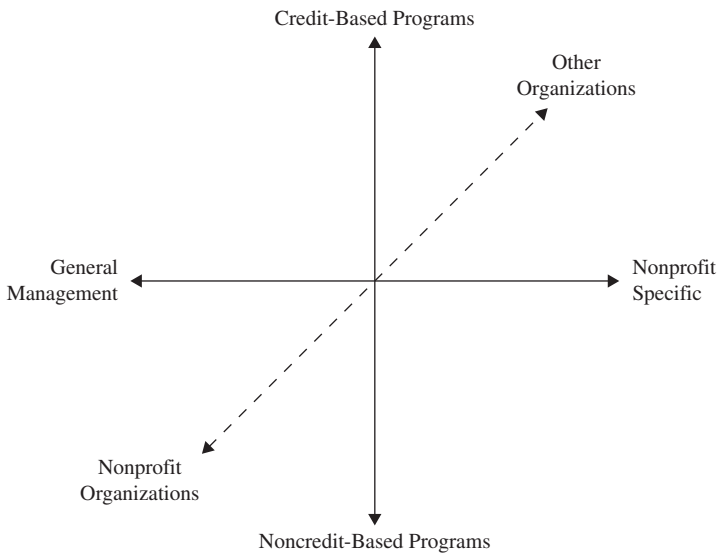 Credit-Based Programs
Other
Organizations
General
Management
Nonprofit
Specific
Nonprofit
Organizations
Noncredit-Based Programs